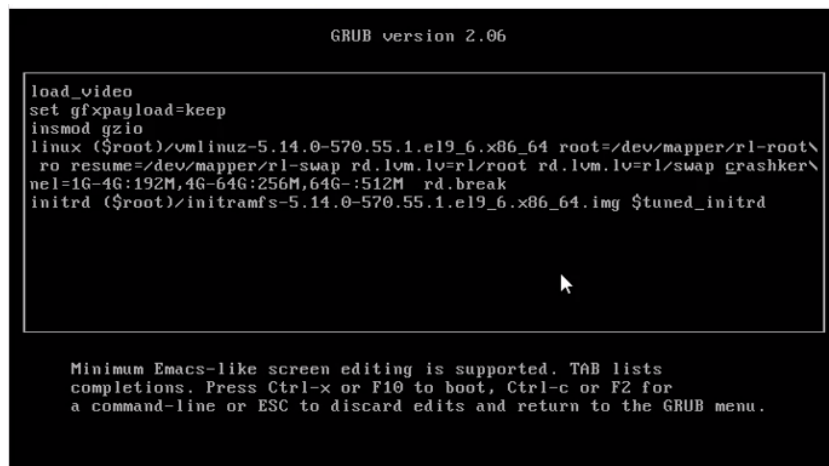 GRUB version 2.06
load_video
set gfxpayload=keep
insmod gzio
linux ($root)/vmlinuz-5.14.0-570.55.1.el9_6.x86_64 root=/dev/mapper/rl-root\
ro resume=/dev/mapper/rl-swap rd.lvm.lv=rl/root rd.lvm.lv=rl/swap crashker\
nel=1G-4G:192M,4G-64G:256M,64G-:512M  rd.break
initrd ($root)/initramfs-5.14.0-570.55.1.el9_6.x86_64.img $tuned_initrd
Minimum Emacs-like screen editing is supported. TAB lists
completions. Press Ctrl-x or F10 to boot, Ctrl-c or F2 for
a command-line or ESC to discard edits and return to the GRUB menu.